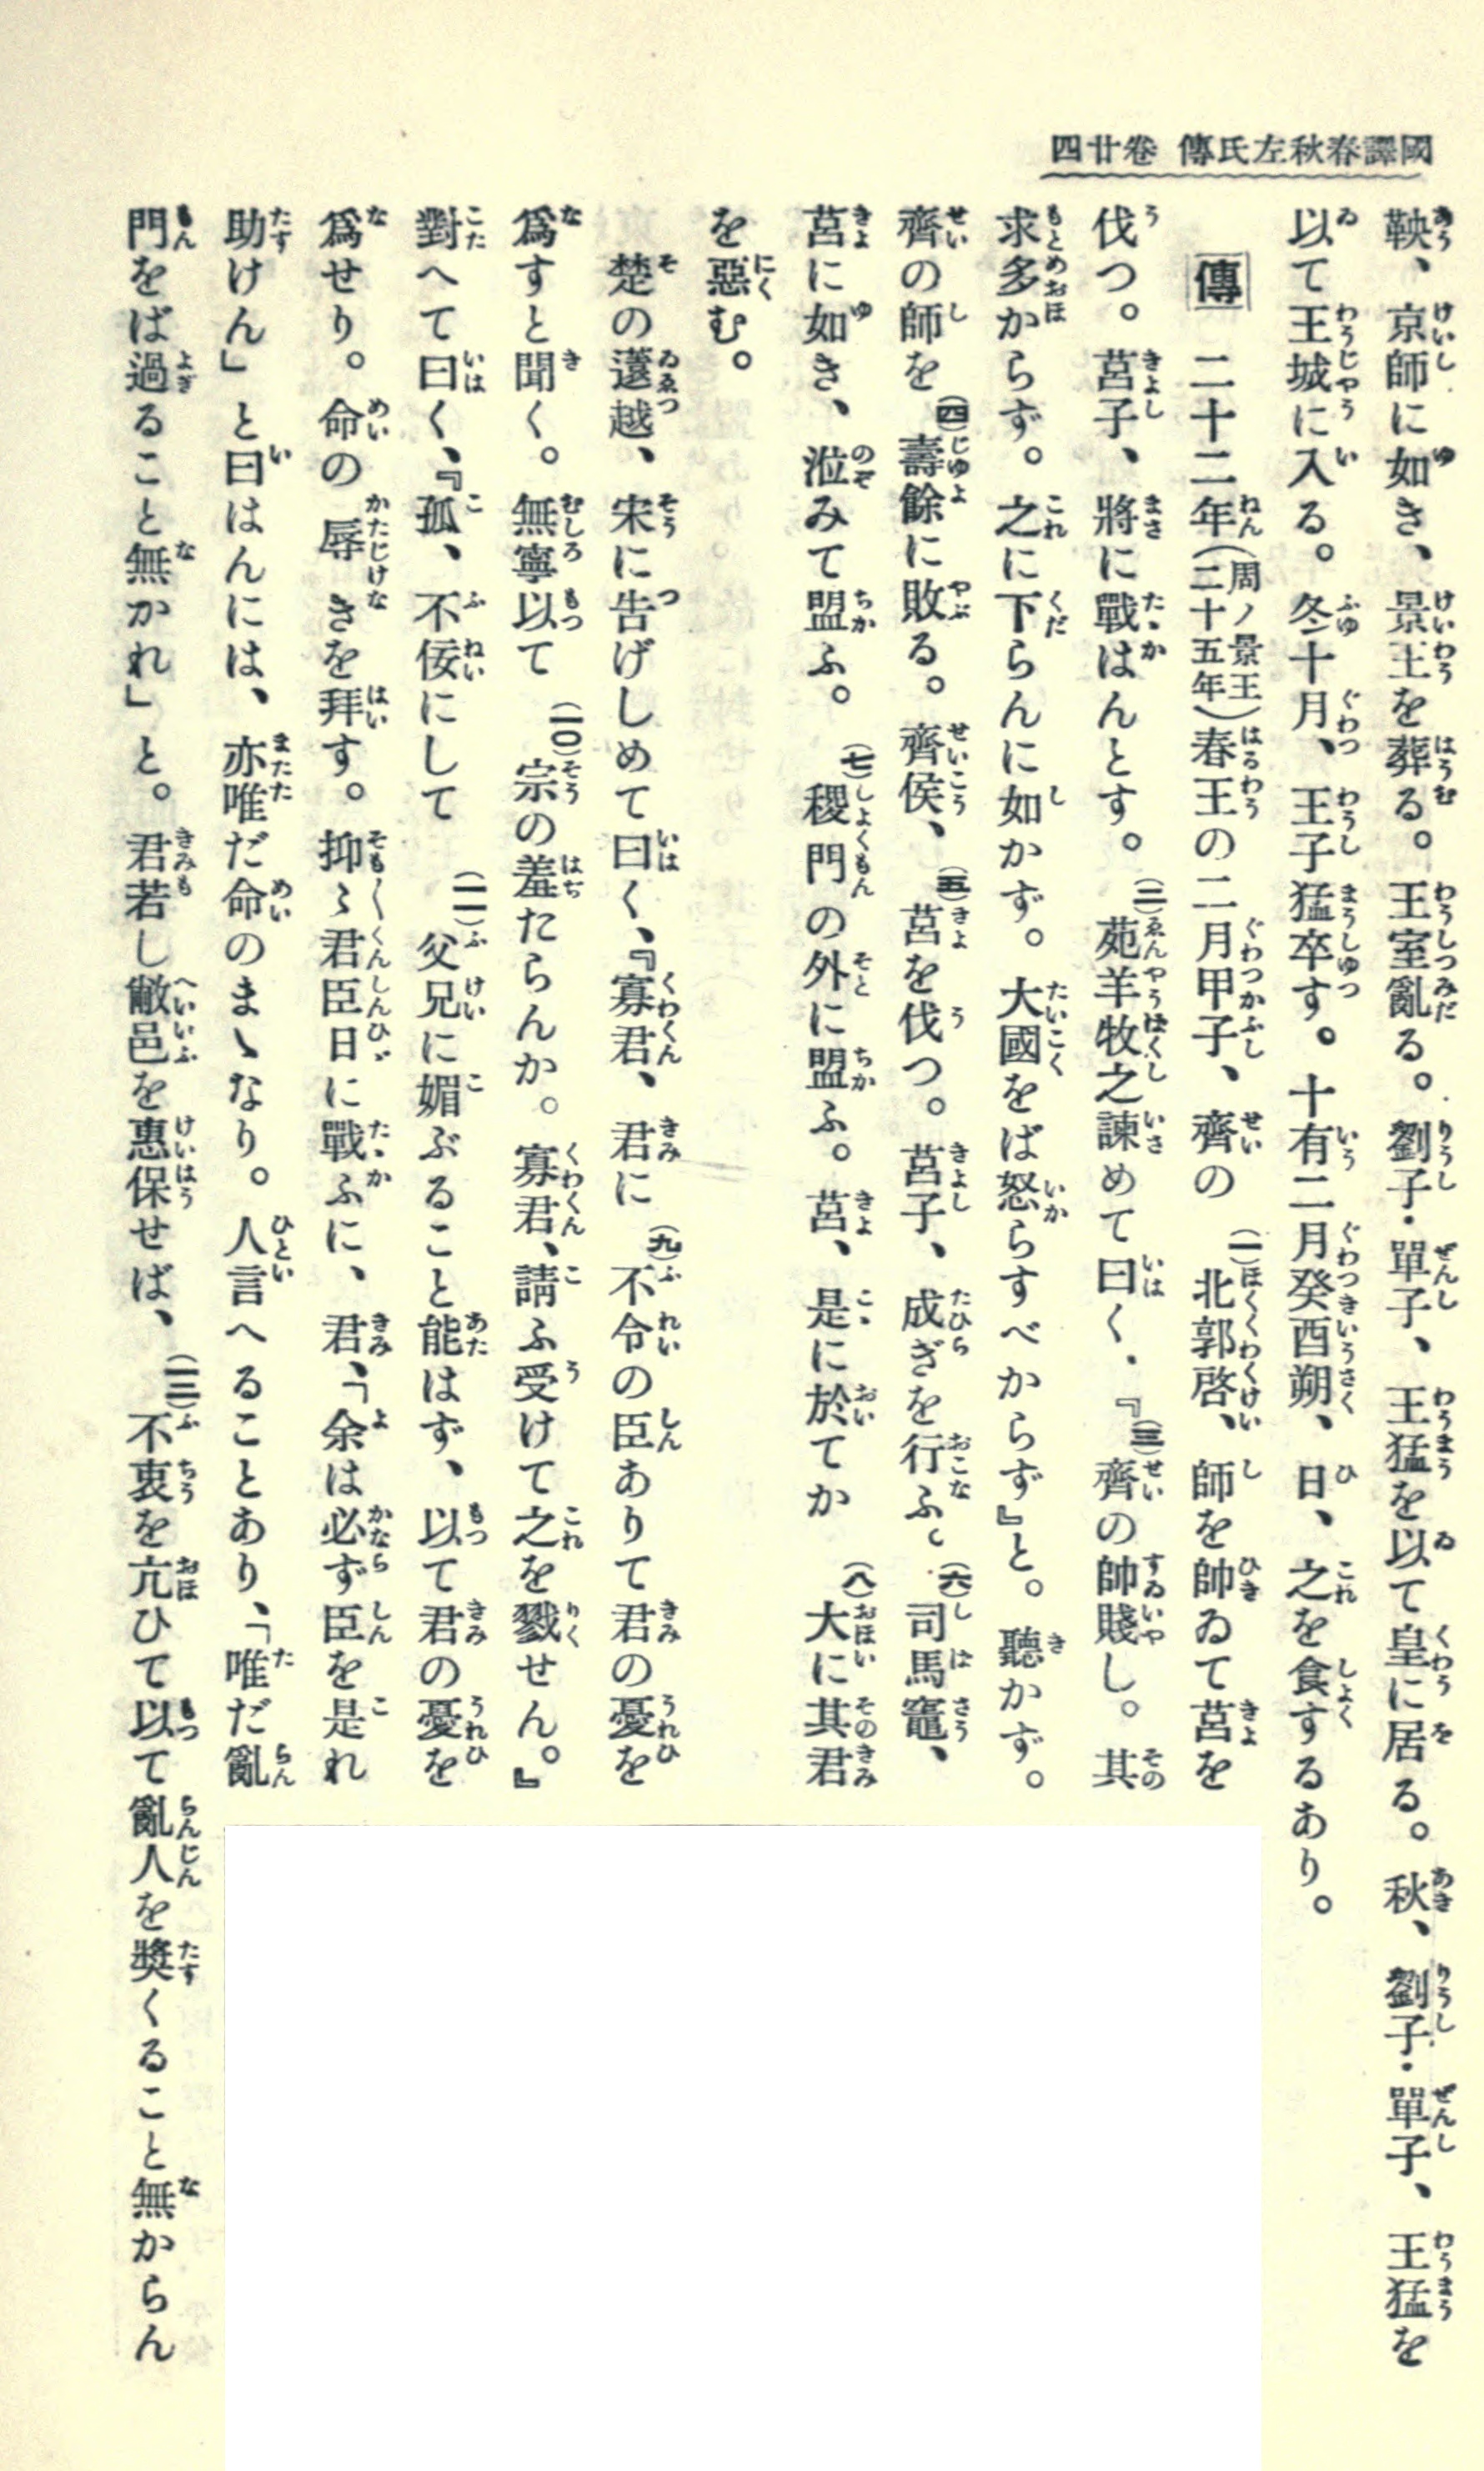 國譯春秋左氏傳 卷廿四
鞅、京師に如き、景王を葬る。王室亂る。劉子・單子、王猛を以て皇に居る。秋、劉子・單子、王猛を
以て王城に入る。冬十月、王子猛卒す。十有二月癸酉朔、日、之を食するあり。
傳 二十二年(周ノ景王二十五年)春王の二月甲子、齊の(一)北郭啓、師を帥ゐて莒を
伐つ。莒子、將に戰はんとす。(二)苑羊牧之諫めて曰く、『(三)齊の帥賤し。其
求多からず。之に下らんに如かず。大國をば怒らすべからず』と。聽かず。
齊の師を(四)壽餘に敗る。齊侯、(五)莒を伐つ。莒子、成ぎを行ふ。(六)司馬竈、
莒に如き、涖みて盟ふ。(七)稷門の外に盟ふ。莒、是に於てか(八)大に其君
を惡む。
楚の薳越、宋に告げしめて曰く、『寡君、君に(九)不令の臣ありて君の憂を
爲すと聞く。無寧以て(一〇)宗の羞たらんか。寡君、請ふ受けて之を戮せん。』
對へて曰く、『孤、不佞にして(一一)父兄に媚ぶること能はず、以て君の憂を
爲せり。命の辱きを拜す。抑〻君臣日に戰ふに、君、「余は必ず臣を是れ
助けん」と曰はんには、亦唯だ命のまゝなり。人言へることあり、「唯だ亂
門をば過ること無かれ」と。君若し敝邑を惠保せば、(一二)不衷を亢ひて以て亂人を奬くること無からん